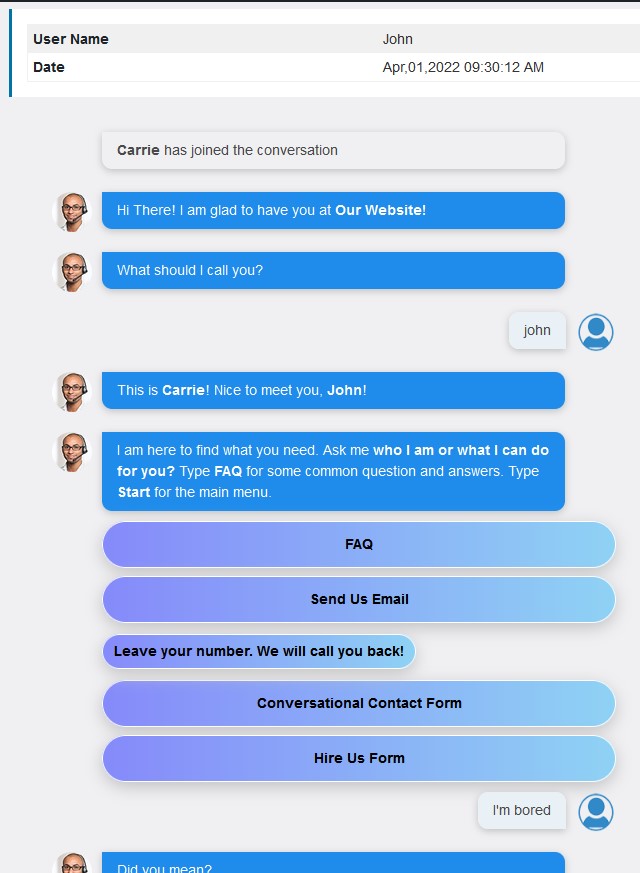 User Name John
Date Apr,01,2022 09:30:12 AM
Carrie has joined the conversation
Hi There! I am glad to have you at Our Website!
What should I call you?
john
This is Carrie! Nice to meet you, John!
I am here to find what you need. Ask me who I am or what I can do
for you? Type FAQ for some common question and answers. Type
Start for the main menu.
FAQ
Send Us Email
Leave your number. We will call you back!
Conversational Contact Form
Hire Us Form
I'm bored
Did you mean?